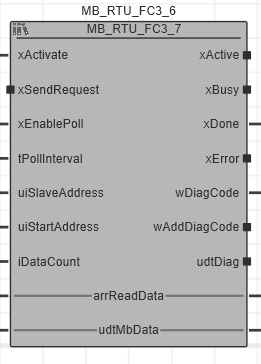 MB_RTU_FC3_6
MB_RTU_FC3_7
xActivate xActive
xSendRequest xBusy
xEnablePoll xDone
tPollInterval xError
uiSlaveAddress wDiagCode
uiStartAddress wAddDiagCode
iDataCount udtDiag
arrReadData
udtMbData